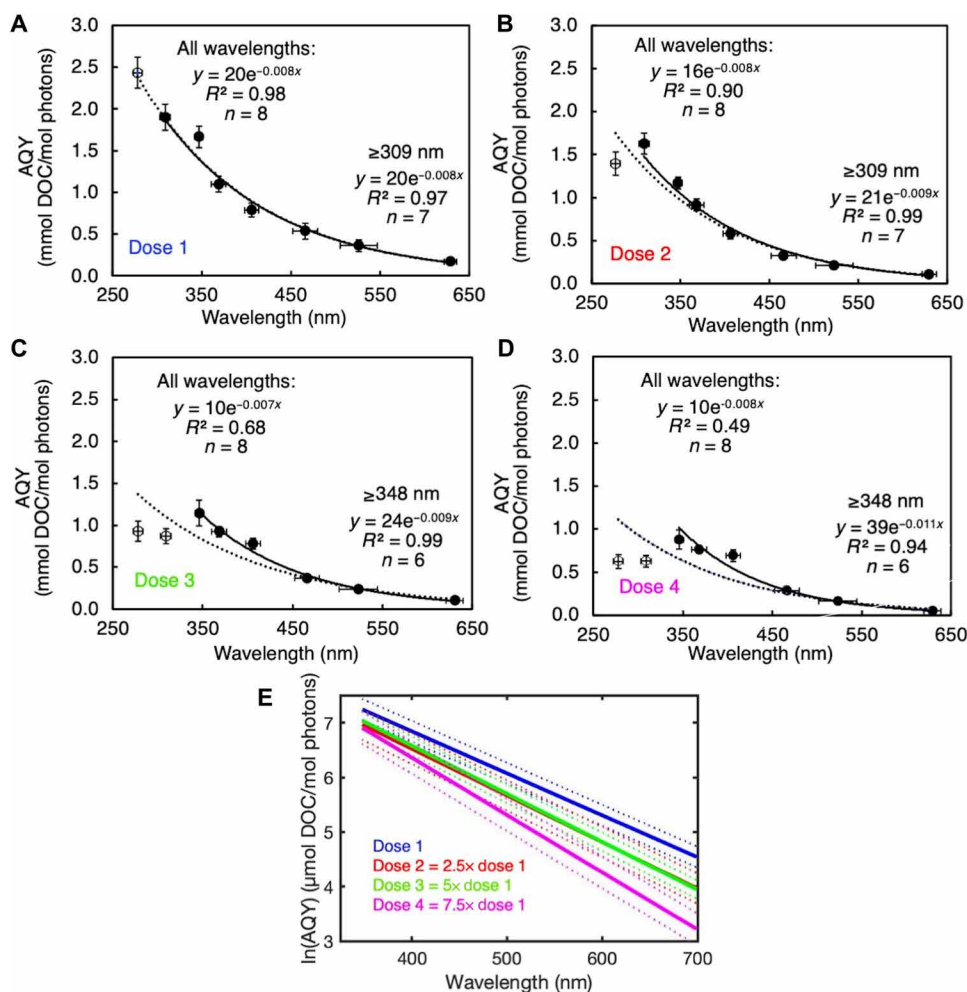 A
3.0
2.5
2.0
1.5
1.0
0.5
0.0
AQY
(mmol DOC/mol photons)
All wavelengths:
y = 20e⁻⁰·⁰⁰⁸ˣ
R² = 0.98
n = 8
≥309 nm
y = 20e⁻⁰·⁰⁰⁸ˣ
R² = 0.97
n = 7
Dose 1
250 350 450 550 650
Wavelength (nm)
B
3.0
2.5
2.0
1.5
1.0
0.5
0.0
AQY
(mmol DOC/mol photons)
All wavelengths:
y = 16e⁻⁰·⁰⁰⁸ˣ
R² = 0.90
n = 8
≥309 nm
y = 21e⁻⁰·⁰⁰⁹ˣ
R² = 0.99
n = 7
Dose 2
250 350 450 550 650
Wavelength (nm)
C
3.0
2.5
2.0
1.5
1.0
0.5
0.0
AQY
(mmol DOC/mol photons)
All wavelengths:
y = 10e⁻⁰·⁰⁰⁷ˣ
R² = 0.68
n = 8
≥348 nm
y = 24e⁻⁰·⁰⁰⁹ˣ
R² = 0.99
n = 6
Dose 3
250 350 450 550 650
Wavelength (nm)
D
3.0
2.5
2.0
1.5
1.0
0.5
0.0
AQY
(mmol DOC/mol photons)
All wavelengths:
y = 10e⁻⁰·⁰⁰⁸ˣ
R² = 0.49
n = 8
≥348 nm
y = 39e⁻⁰·⁰¹¹ˣ
R² = 0.94
n = 6
Dose 4
250 350 450 550 650
Wavelength (nm)
E
7
6
5
4
3
ln(AQY) (μmol DOC/mol photons)
Dose 1
Dose 2 = 2.5× dose 1
Dose 3 = 5× dose 1
Dose 4 = 7.5× dose 1
400 500 600 700
Wavelength (nm)